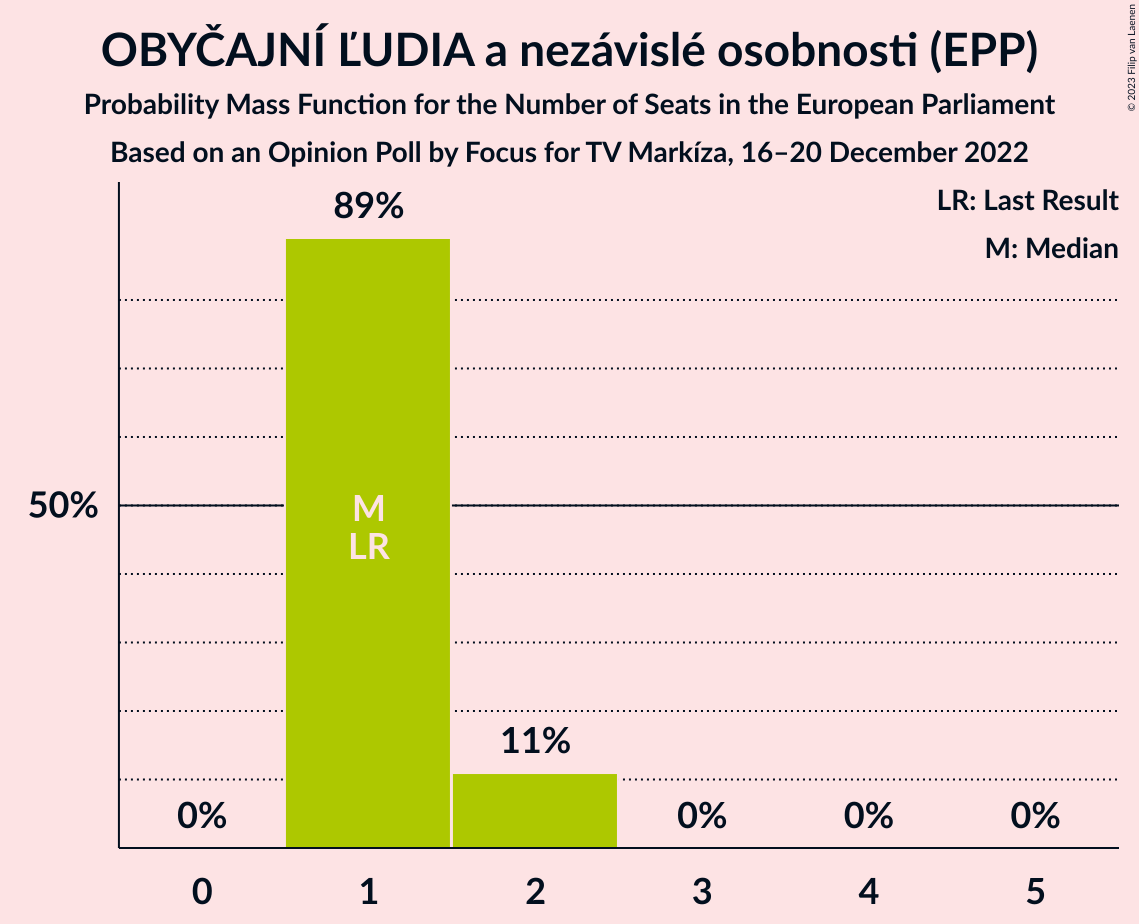 OBYČAJNÍ ĽUDIA a nezávislé osobnosti (EPP)
Probability Mass Function for the Number of Seats in the European Parliament
Based on an Opinion Poll by Focus for TV Markíza, 16–20 December 2022
© 2023 Filip van Laenen
LR: Last Result
M: Median
89%
50%
M
LR
11%
0%
0%
0%
0%
0
1
2
3
4
5